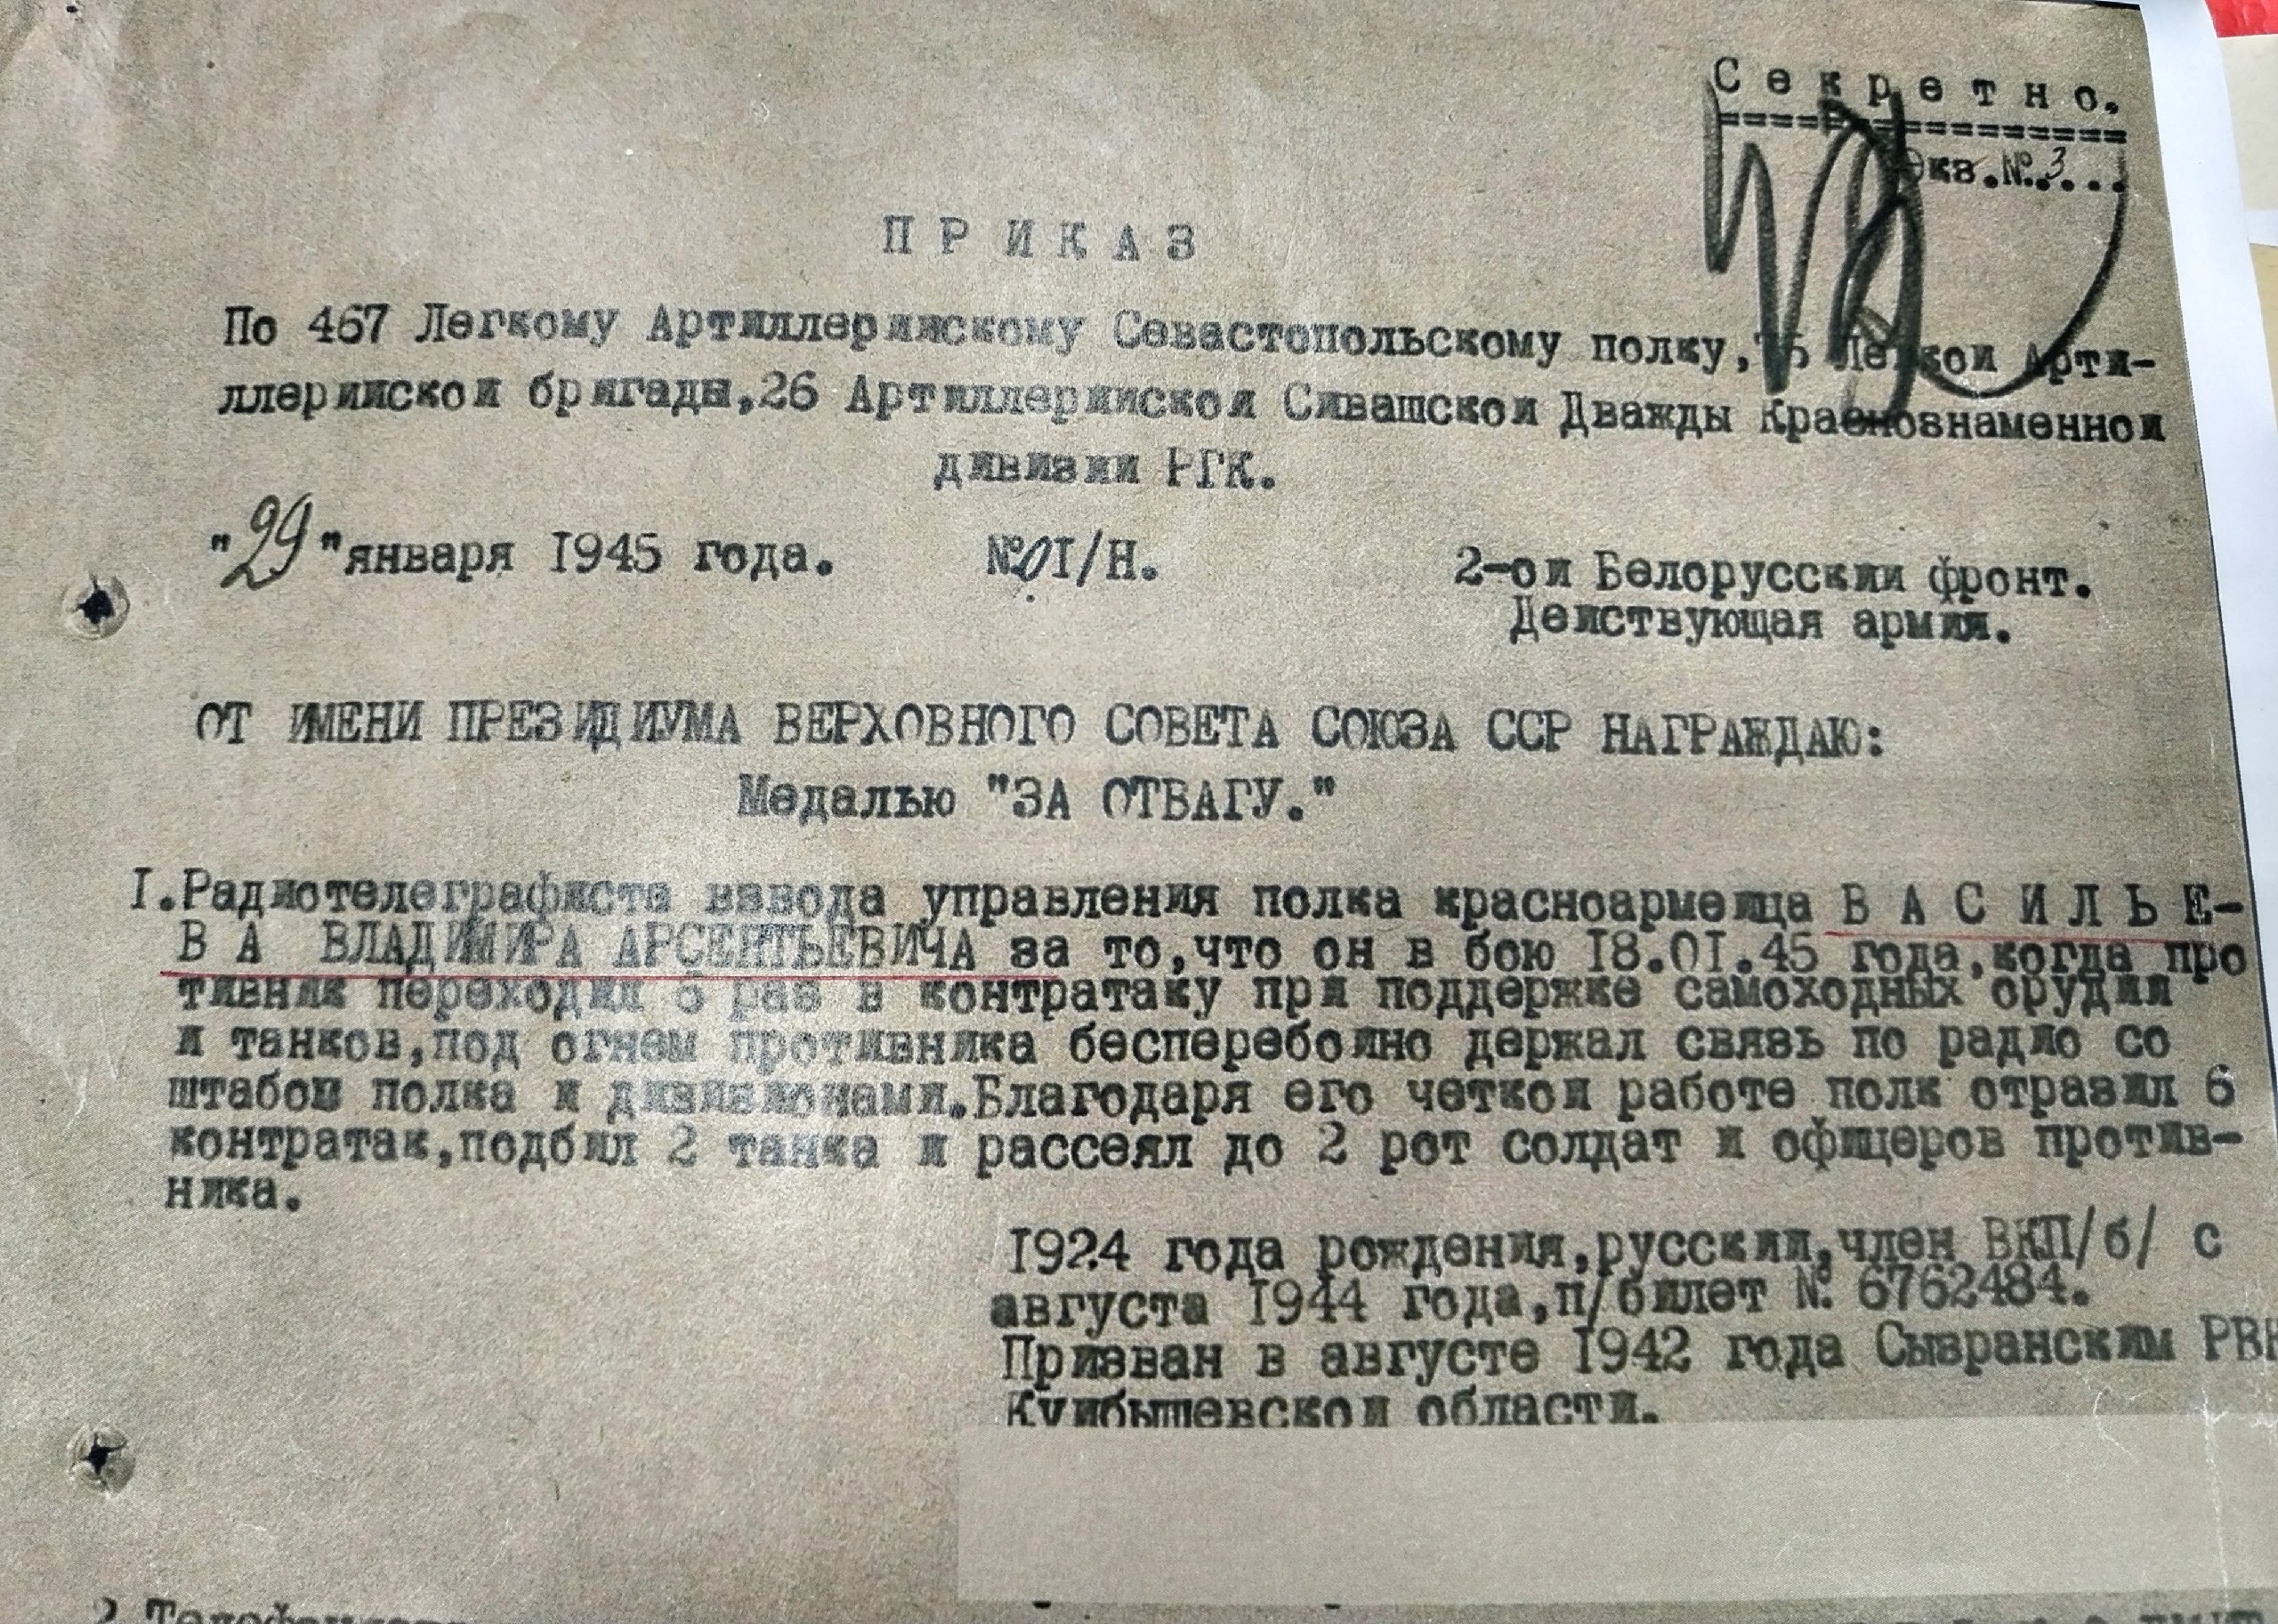 С е к р е т н о.
Экз.№.3...
П Р И К А З
По 467 Легкому Артиллерийскому Севастопольскому полку, Легкой Арти-
ллерийской бригады,26 Артиллерийской Сивашской Дважды Краснознаменной
дивизии РГК.
"29"января 1945 года. №01/Н. 2-ой Белорусский фронт.
Действующая армия.
ОТ ИМЕНИ ПРЕЗИДИУМА ВЕРХОВНОГО СОВЕТА СОЮЗА ССР НАГРАЖДАЮ:
Медалью "ЗА ОТВАГУ."
I.Радиотелеграфиста взвода управления полка красноармейца В А С И Л Ь Е-
В А ВЛАДИМИРА АРСЕНТЬЕВИЧА за то,что он в бою 18.01.45 года,когда про
тивник переходил раз в контратаку при поддержке самоходных орудий
и танков,под огнем противника бесперебойно держал связь по радио со
штабом полка и дивизионами.Благодаря его четкой работе полк отразил 6
контратак,подбил 2 танка и рассеял до 2 рот солдат и офицеров против-
ника.
1924 года рождения,русский,член ВКП/б/ с
августа 1944 года,п/билет № 6762484.
Призван в августе 1942 года Сызранским РВК
Куйбышевской области.